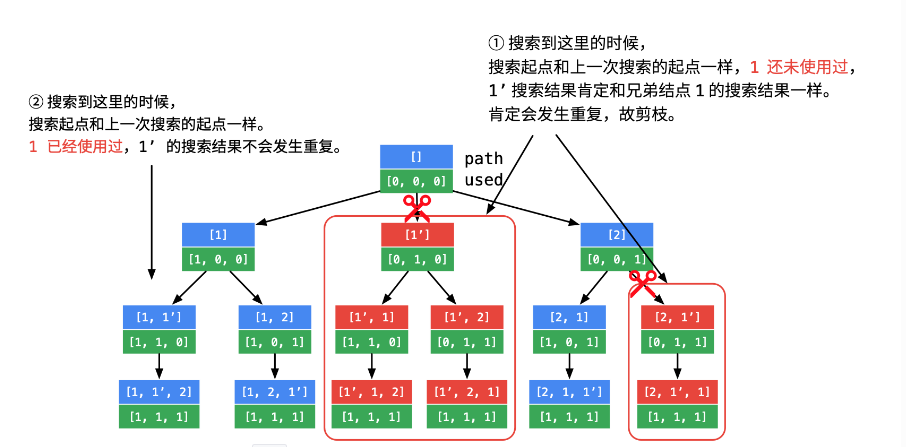 ① 搜索到这里的时候，
搜索起点和上一次搜索的起点一样，1 还未使用过，
1’ 搜索结果肯定和兄弟结点 1 的搜索结果一样。
肯定会发生重复，故剪枝。
② 搜索到这里的时候，
搜索起点和上一次搜索的起点一样。
1 已经使用过，1’ 的搜索结果不会发生重复。
[] path
[0, 0, 0] used
[1] [1’] [2]
[1, 0, 0] [0, 1, 0] [0, 0, 1]
[1, 1’] [1, 2] [1’, 1] [1’, 2] [2, 1] [2, 1’]
[1, 1, 0] [1, 0, 1] [1, 1, 0] [0, 1, 1] [1, 0, 1] [0, 1, 1]
[1, 1’, 2] [1, 2, 1’] [1’, 1, 2] [1’, 2, 1] [2, 1, 1’] [2, 1’, 1]
[1, 1, 1] [1, 1, 1] [1, 1, 1] [1, 1, 1] [1, 1, 1] [1, 1, 1]